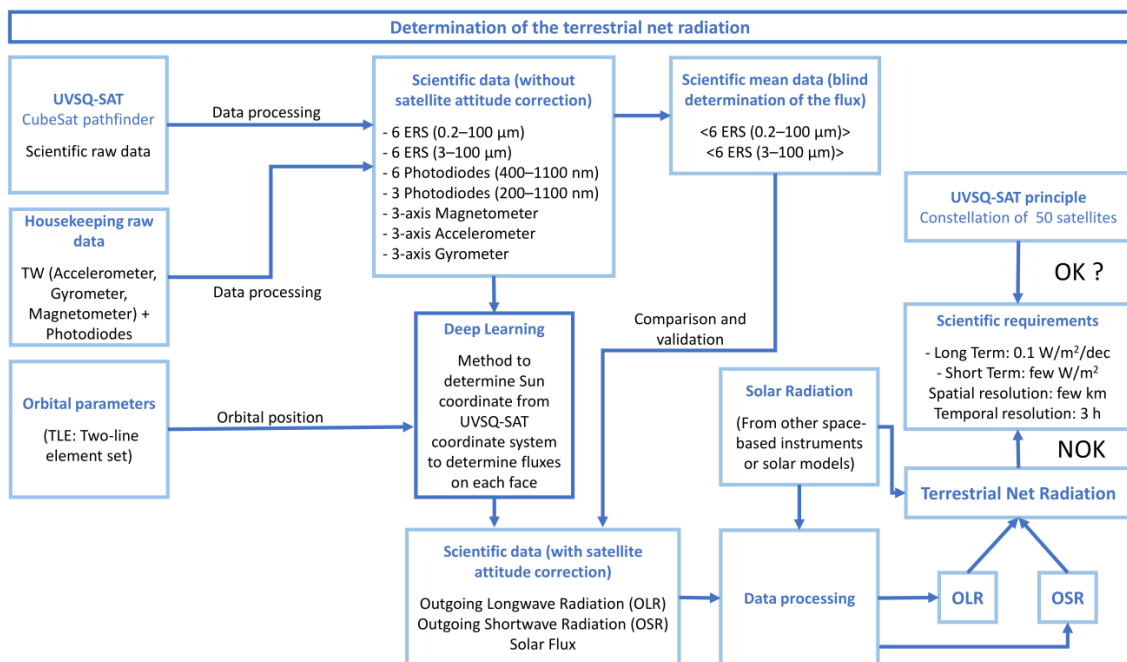 Determination of the terrestrial net radiation
UVSQ-SAT
CubeSat pathfinder
Scientific raw data
Data processing
Housekeeping raw
data
TW (Accelerometer,
Gyrometer,
Magnetometer) +
Photodiodes
Data processing
Orbital parameters
(TLE: Two-line
element set)
Orbital position
Scientific data (without
satellite attitude correction)
- 6 ERS (0.2–100 µm)
- 6 ERS (3–100 µm)
- 6 Photodiodes (400–1100 nm)
- 3 Photodiodes (200–1100 nm)
- 3-axis Magnetometer
- 3-axis Accelerometer
- 3-axis Gyrometer
Deep Learning
Method to
determine Sun
coordinate from
UVSQ-SAT
coordinate system
to determine fluxes
on each face
Scientific mean data (blind
determination of the flux)
<6 ERS (0.2–100 µm)>
<6 ERS (3–100 µm)>
Comparison and
validation
Scientific data (with satellite
attitude correction)
Outgoing Longwave Radiation (OLR)
Outgoing Shortwave Radiation (OSR)
Solar Flux
Solar Radiation
(From other space-
based instruments
or solar models)
Data processing
OLR
OSR
Terrestrial Net Radiation
NOK
Scientific requirements
- Long Term: 0.1 W/m²/dec
- Short Term: few W/m²
Spatial resolution: few km
Temporal resolution: 3 h
OK ?
UVSQ-SAT principle
Constellation of 50 satellites